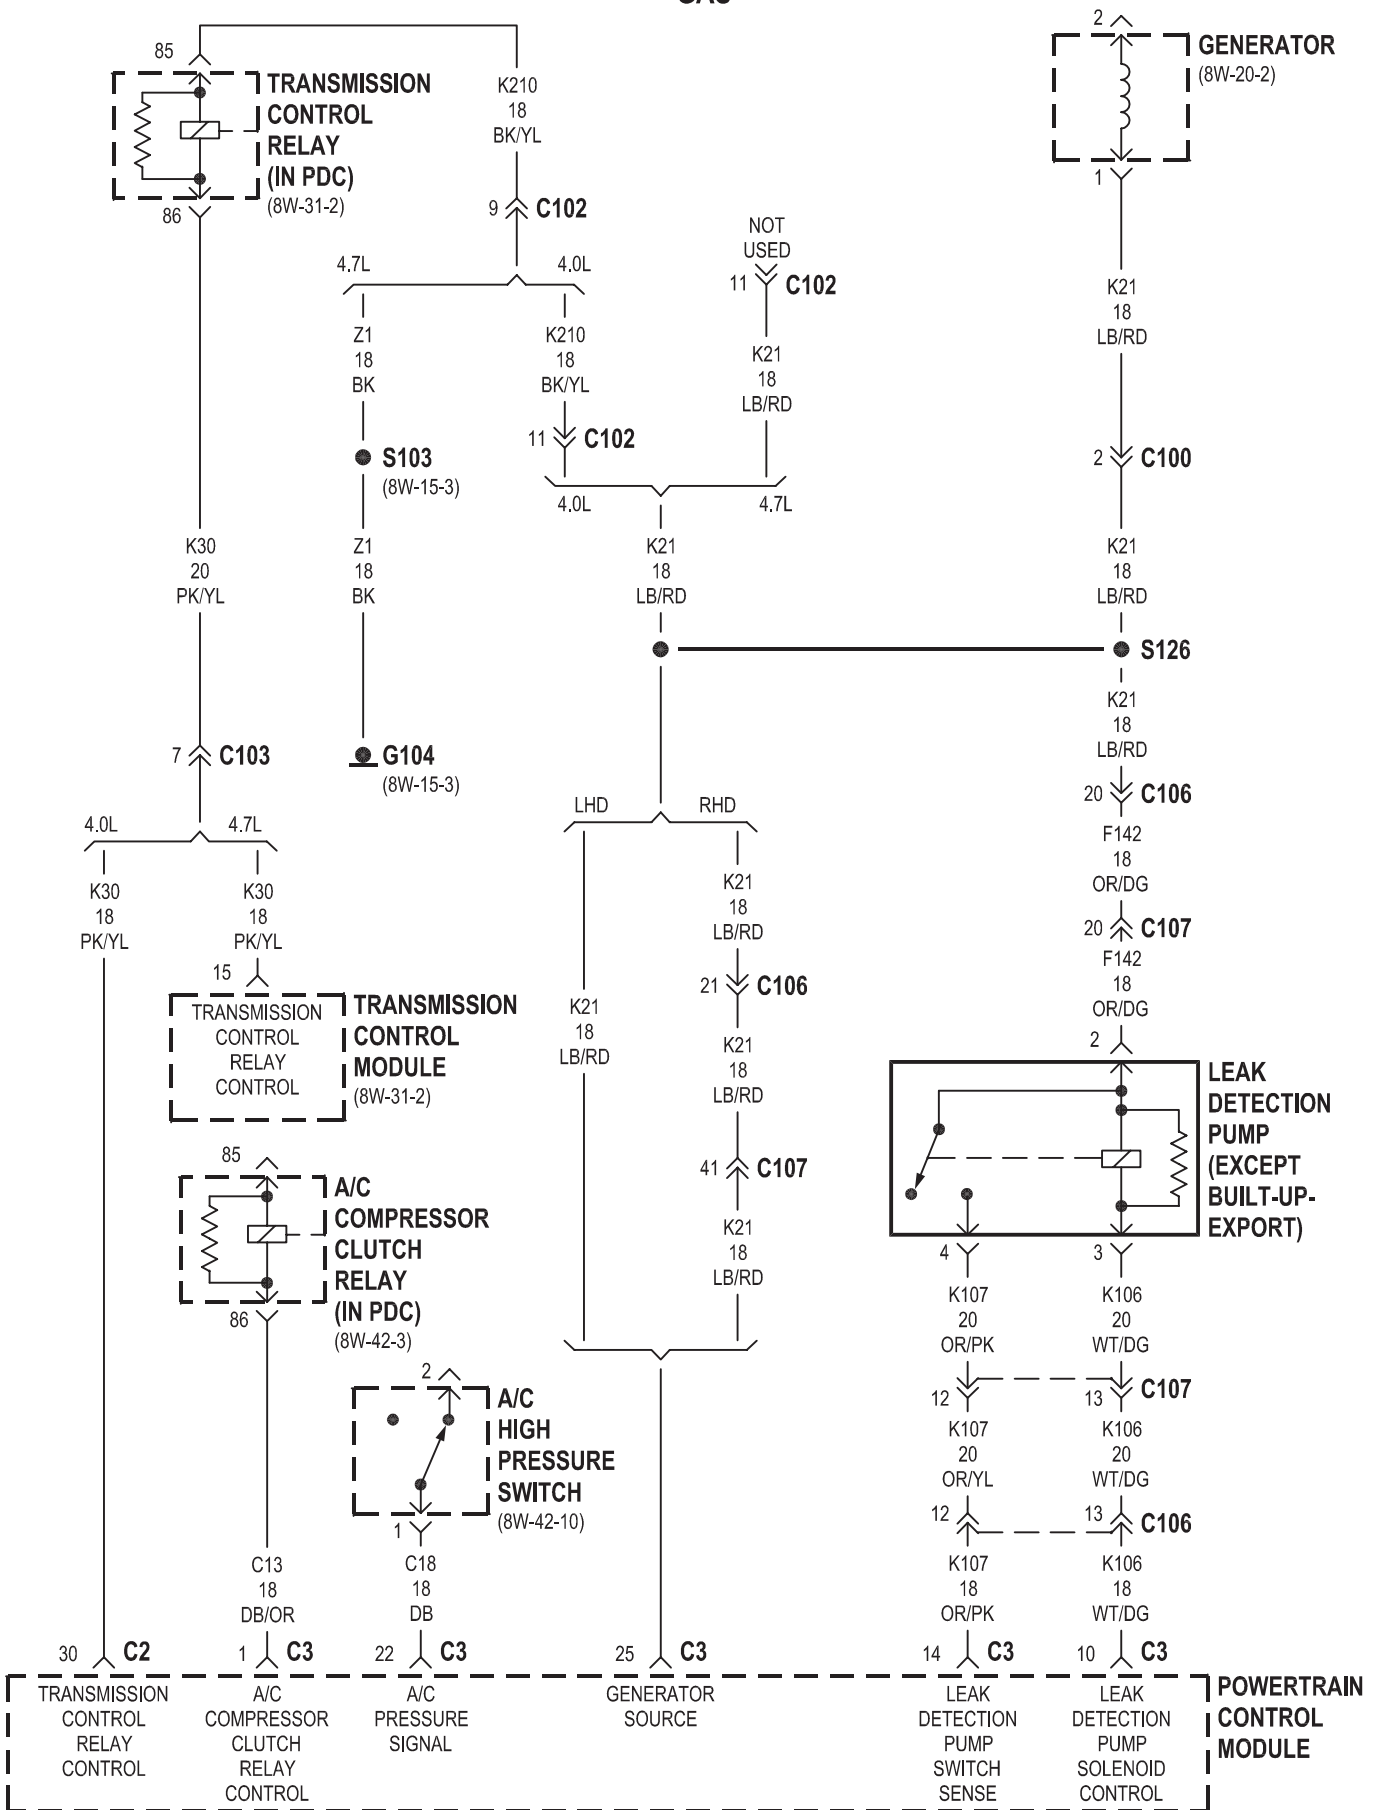 GAS
85
TRANSMISSION
CONTROL
RELAY
(IN PDC)
(8W-31-2)
86
K210
18
BK/YL
9 C102
4.7L
4.0L
Z1
18
BK
K210
18
BK/YL
NOT
USED
11 C102
K21
18
LB/RD
11 C102
S103
(8W-15-3)
4.0L
4.7L
Z1
18
BK
G104
(8W-15-3)
K21
18
LB/RD
2
GENERATOR
(8W-20-2)
1
K21
18
LB/RD
2 C100
K21
18
LB/RD
S126
K21
18
LB/RD
20 C106
F142
18
OR/DG
20 C107
F142
18
OR/DG
2
LEAK
DETECTION
PUMP
(EXCEPT
BUILT-UP-
EXPORT)
4
3
K107
20
OR/PK
K106
20
WT/DG
12
13 C107
K107
20
OR/YL
K106
20
WT/DG
12
13 C106
K107
18
OR/PK
K106
18
WT/DG
K30
20
PK/YL
7 C103
4.0L
4.7L
K30
18
PK/YL
K30
18
PK/YL
15
TRANSMISSION
CONTROL
RELAY
CONTROL
TRANSMISSION
CONTROL
MODULE
(8W-31-2)
85
A/C
COMPRESSOR
CLUTCH
RELAY
(IN PDC)
(8W-42-3)
86
2
A/C
HIGH
PRESSURE
SWITCH
(8W-42-10)
1
C13
18
DB/OR
C18
18
DB
LHD
RHD
K21
18
LB/RD
K21
18
LB/RD
21 C106
K21
18
LB/RD
41 C107
K21
18
LB/RD
30 C2
1 C3
22 C3
25 C3
14 C3
10 C3
TRANSMISSION
CONTROL
RELAY
CONTROL
A/C
COMPRESSOR
CLUTCH
RELAY
CONTROL
A/C
PRESSURE
SIGNAL
GENERATOR
SOURCE
LEAK
DETECTION
PUMP
SWITCH
SENSE
LEAK
DETECTION
PUMP
SOLENOID
CONTROL
POWERTRAIN
CONTROL
MODULE